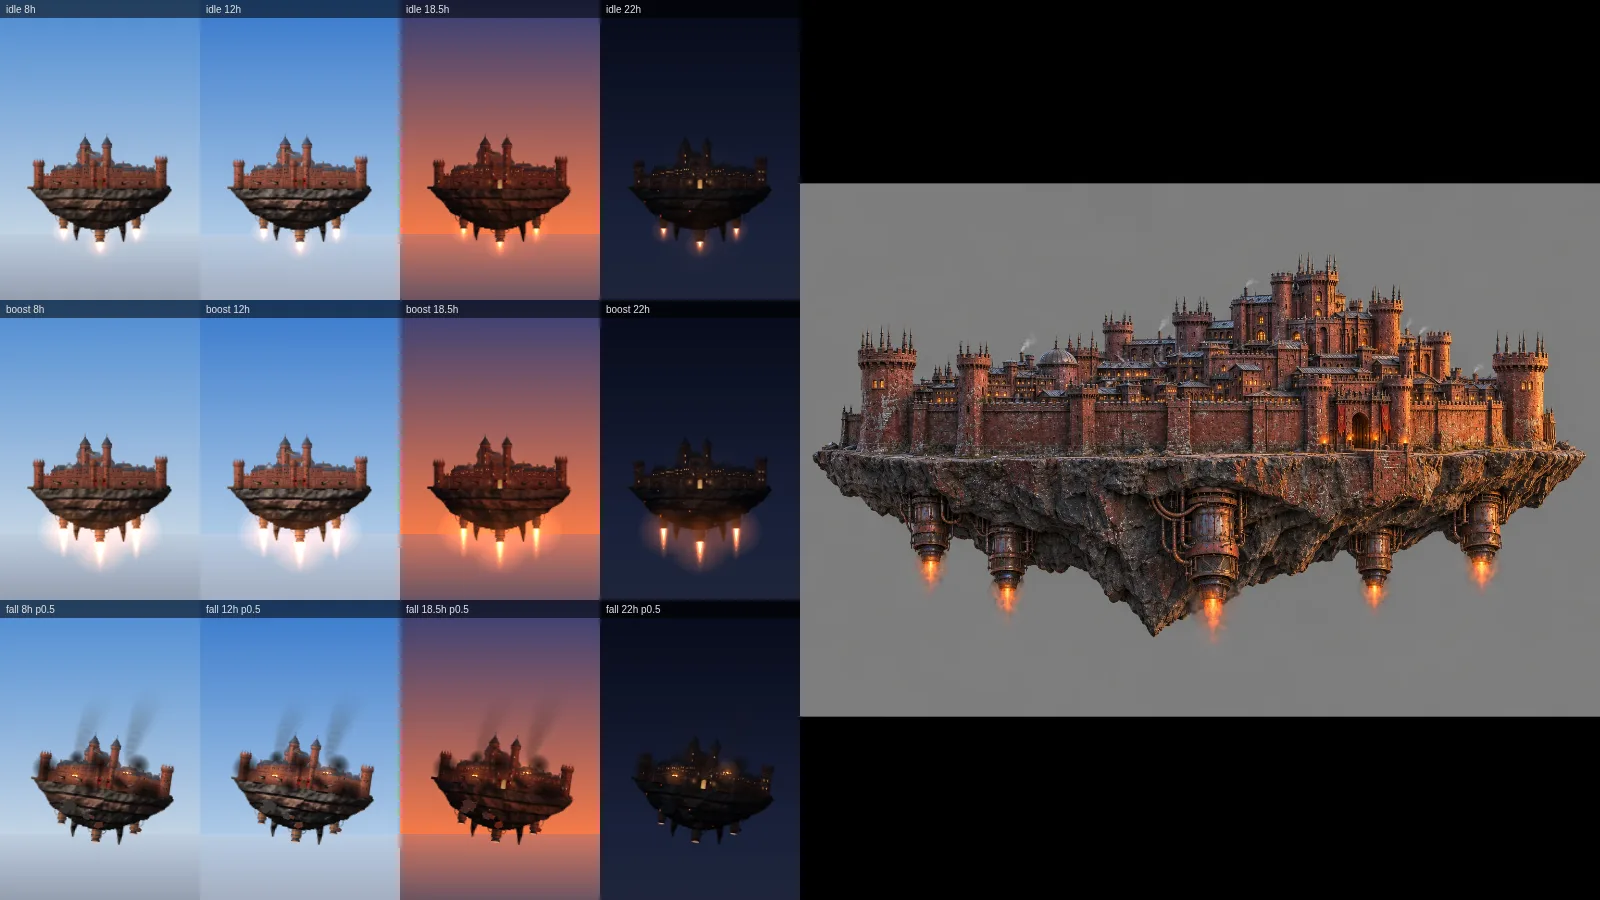 idle 8h
idle 12h
idle 18.5h
idle 22h
boost 8h
boost 12h
boost 18.5h
boost 22h
fall 8h p0.5
fall 12h p0.5
fall 18.5h p0.5
fall 22h p0.5